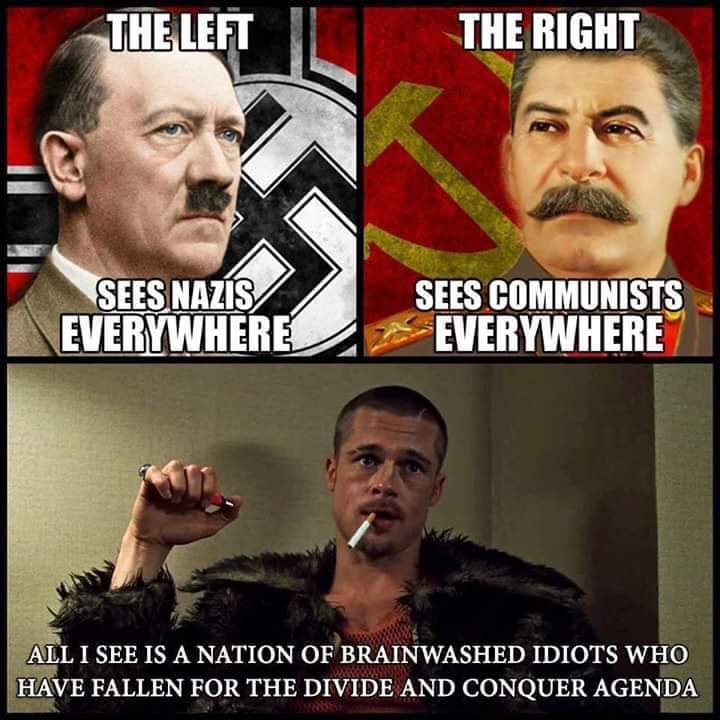 THE LEFT
SEES NAZIS
EVERYWHERE
THE RIGHT
SEES COMMUNISTS
EVERYWHERE
ALL I SEE IS A NATION OF BRAINWASHED IDIOTS WHO
HAVE FALLEN FOR THE DIVIDE AND CONQUER AGENDA